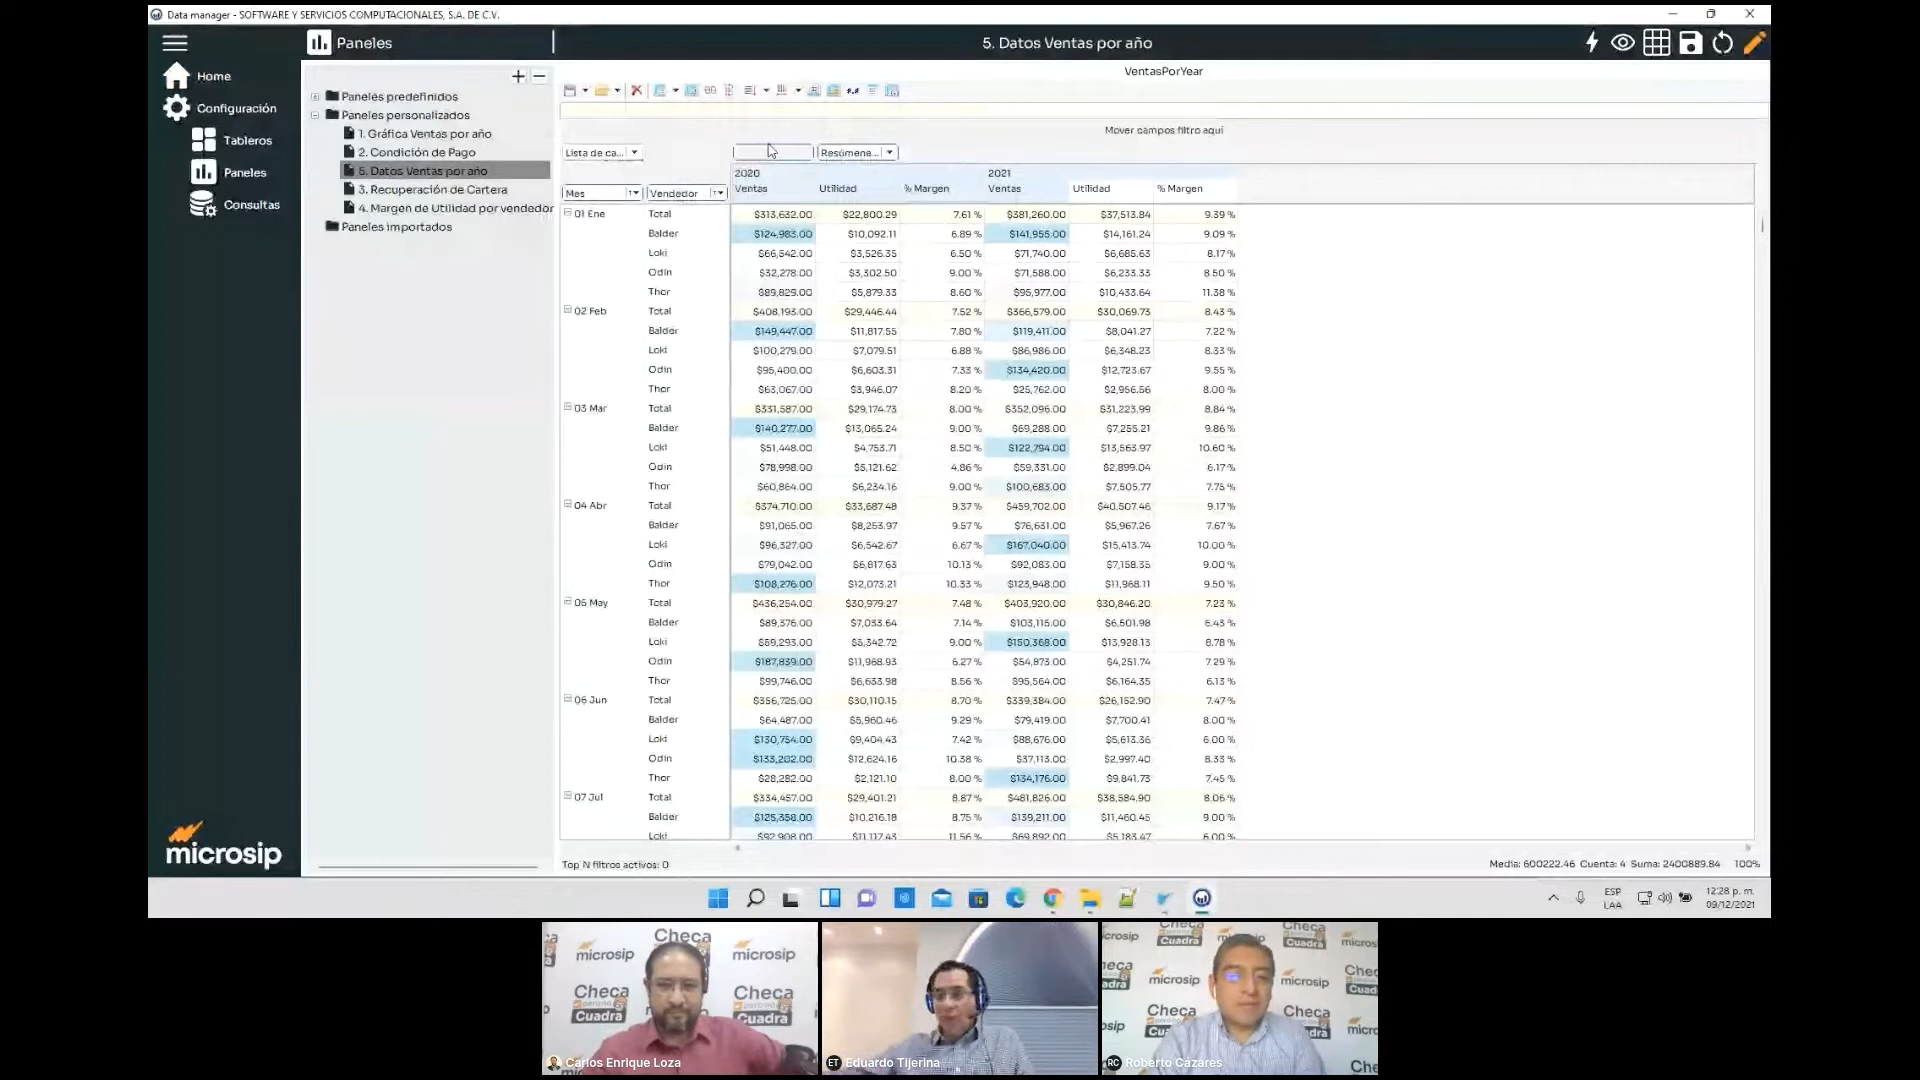 Data manager - SOFTWARE Y SERVICIOS COMPUTACIONALES, S.A. DE C.V.
Paneles
5. Datos Ventas por año
Home
Configuración
Tableros
Paneles
Consultas
Paneles predefinidos
Paneles personalizados
1. Gráfica Ventas por año
2. Condición de Pago
5. Datos Ventas por año
3. Recuperación de Cartera
4. Margen de Utilidad por vendedor
Paneles importados
VentasPorYear
Mover campos filtro aquí
Lista de ca... Resúmene...
2020 2021
Mes Vendedor Ventas Utilidad % Margen Ventas Utilidad % Margen
01 Ene Total $313,632.00 $22,800.29 7.61 % $381,260.00 $37,513.84 9.39 %
Balder $124,983.00 $10,092.11 6.89 % $141,955.00 $14,161.24 9.09 %
Loki $66,542.00 $3,526.35 6.50 % $71,740.00 $6,685.63 8.17 %
Odin $32,278.00 $3,302.50 9.00 % $71,588.00 $6,233.33 8.50 %
Thor $89,829.00 $5,879.33 8.60 % $95,977.00 $10,433.64 11.38 %
02 Feb Total $408,193.00 $29,446.44 7.52 % $366,579.00 $30,069.73 8.43 %
Balder $149,447.00 $11,817.55 7.80 % $119,411.00 $8,041.27 7.22 %
Loki $100,279.00 $7,079.51 6.88 % $86,986.00 $6,348.23 8.33 %
Odin $95,400.00 $6,603.31 7.33 % $134,420.00 $12,723.67 9.55 %
Thor $63,067.00 $3,946.07 8.20 % $25,762.00 $2,956.56 8.00 %
03 Mar Total $331,587.00 $29,174.73 8.00 % $352,096.00 $31,223.99 8.84 %
Balder $140,277.00 $13,065.24 9.00 % $69,288.00 $7,255.21 9.86 %
Loki $51,448.00 $4,753.71 8.50 % $122,794.00 $13,563.97 10.60 %
Odin $78,998.00 $5,121.62 4.86 % $59,331.00 $2,899.04 6.17 %
Thor $60,864.00 $6,234.16 9.00 % $100,683.00 $7,505.77 7.75 %
04 Abr Total $374,710.00 $33,687.48 9.37 % $459,702.00 $40,507.46 9.17 %
Balder $91,065.00 $8,253.97 9.57 % $76,631.00 $5,967.26 7.67 %
Loki $96,327.00 $6,542.67 6.67 % $167,040.00 $15,413.74 10.00 %
Odin $79,042.00 $6,817.63 10.13 % $92,083.00 $7,158.35 9.00 %
Thor $108,276.00 $12,073.21 10.33 % $123,948.00 $11,968.11 9.50 %
05 May Total $436,254.00 $30,979.27 7.48 % $403,920.00 $30,846.20 7.23 %
Balder $89,376.00 $7,033.64 7.14 % $103,115.00 $6,501.98 6.43 %
Loki $59,293.00 $5,342.72 9.00 % $150,368.00 $13,928.13 8.78 %
Odin $187,839.00 $11,968.93 6.27 % $54,873.00 $4,251.74 7.29 %
Thor $99,746.00 $6,633.98 8.56 % $95,564.00 $6,164.35 6.13 %
06 Jun Total $356,725.00 $30,110.15 8.70 % $339,384.00 $26,152.90 7.47 %
Balder $64,487.00 $5,960.46 9.29 % $79,419.00 $7,700.41 8.00 %
Loki $130,754.00 $9,404.43 7.42 % $88,676.00 $5,613.36 6.00 %
Odin $133,202.00 $12,624.16 10.38 % $37,113.00 $2,997.40 8.33 %
Thor $28,282.00 $2,121.10 8.00 % $134,176.00 $9,841.73 7.45 %
07 Jul Total $334,457.00 $29,401.21 8.87 % $481,826.00 $38,584.90 8.06 %
Balder $125,358.00 $10,216.18 8.75 % $139,211.00 $11,460.45 9.00 %
Loki $92,908.00 $11,117.43 11.56 % $69,892.00 $5,183.47 6.00 %
microsip
Top N filtros activos: 0
Media: 600222.46 Cuenta: 4 Suma: 2400889.84 100%
ESP
LAA
12:28 p. m.
09/12/2021
microsip Checa microsip
Checa Cuadra
Checa Cuadra
Carlos Enrique Loza
ET Eduardo Tijerina
microsip microsip
RC Roberto Cázares